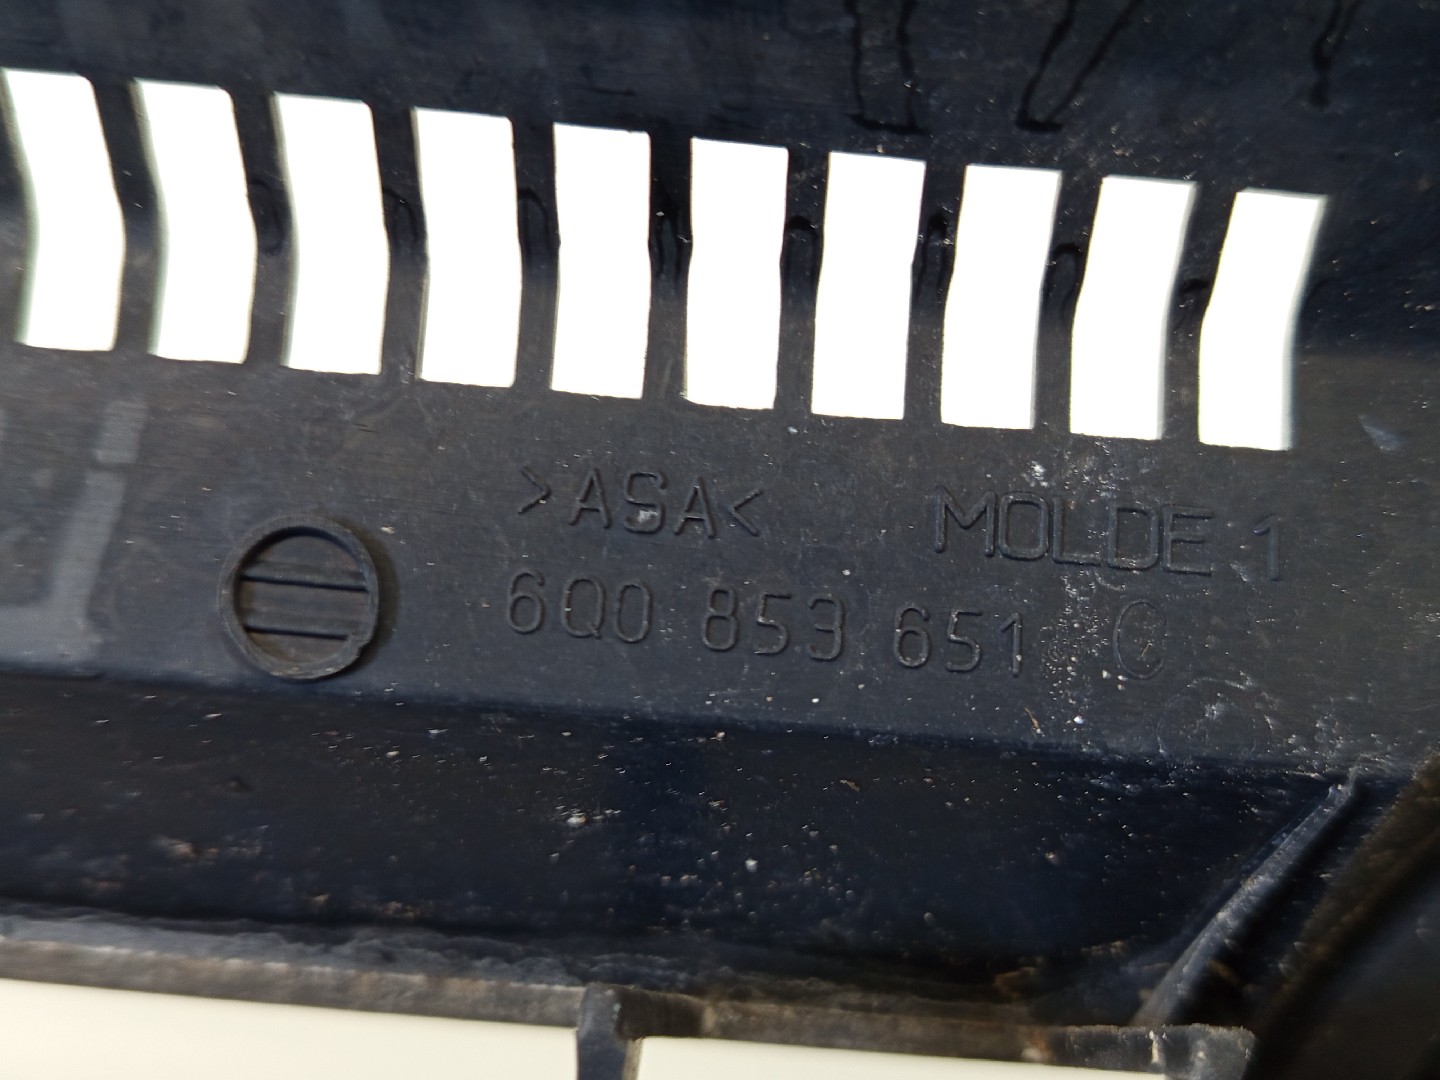 >ASA< MOLDE 1
6Q0 853 651